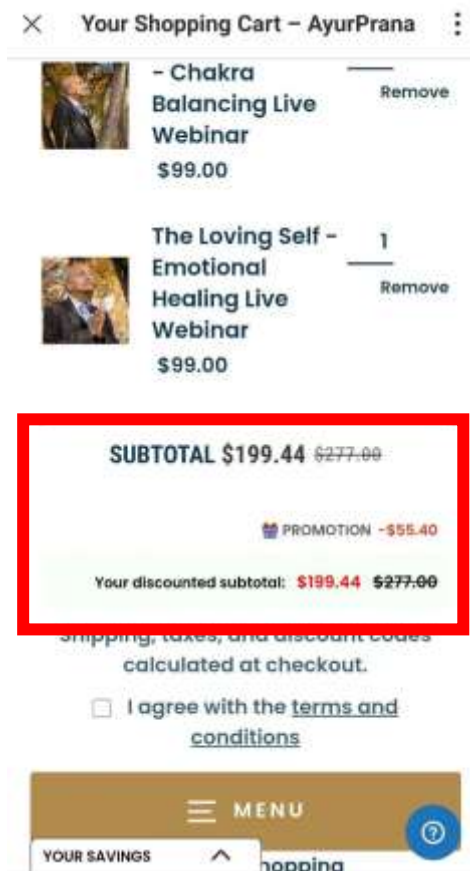 Your Shopping Cart – AyurPrana
- Chakra
Balancing Live
Webinar
$99.00
Remove
The Loving Self -
Emotional
Healing Live
Webinar
$99.00
1
Remove
SUBTOTAL $199.44 $277.00
PROMOTION -$55.40
Your discounted subtotal: $199.44 $277.00
Shipping, taxes, and discount codes
calculated at checkout.
I agree with the terms and
conditions
MENU
YOUR SAVINGS
hopping